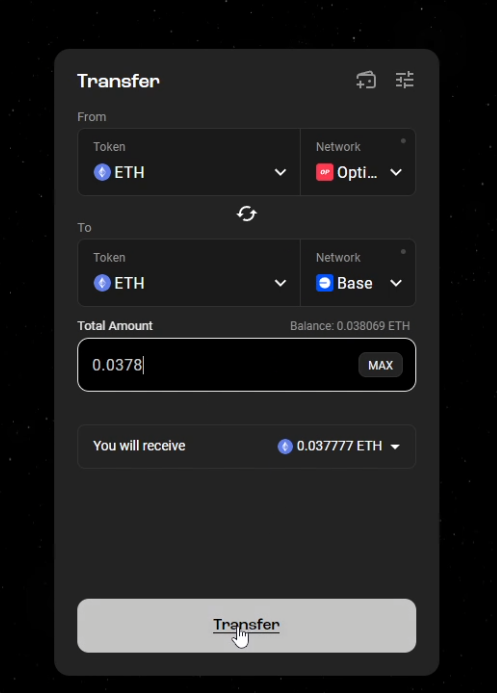 Transfer
From
Token
Network
ETH
OP Opti...
To
Token
Network
ETH
Base
Total Amount
Balance: 0.038069 ETH
0.0378
MAX
You will receive
0.037777 ETH
Transfer